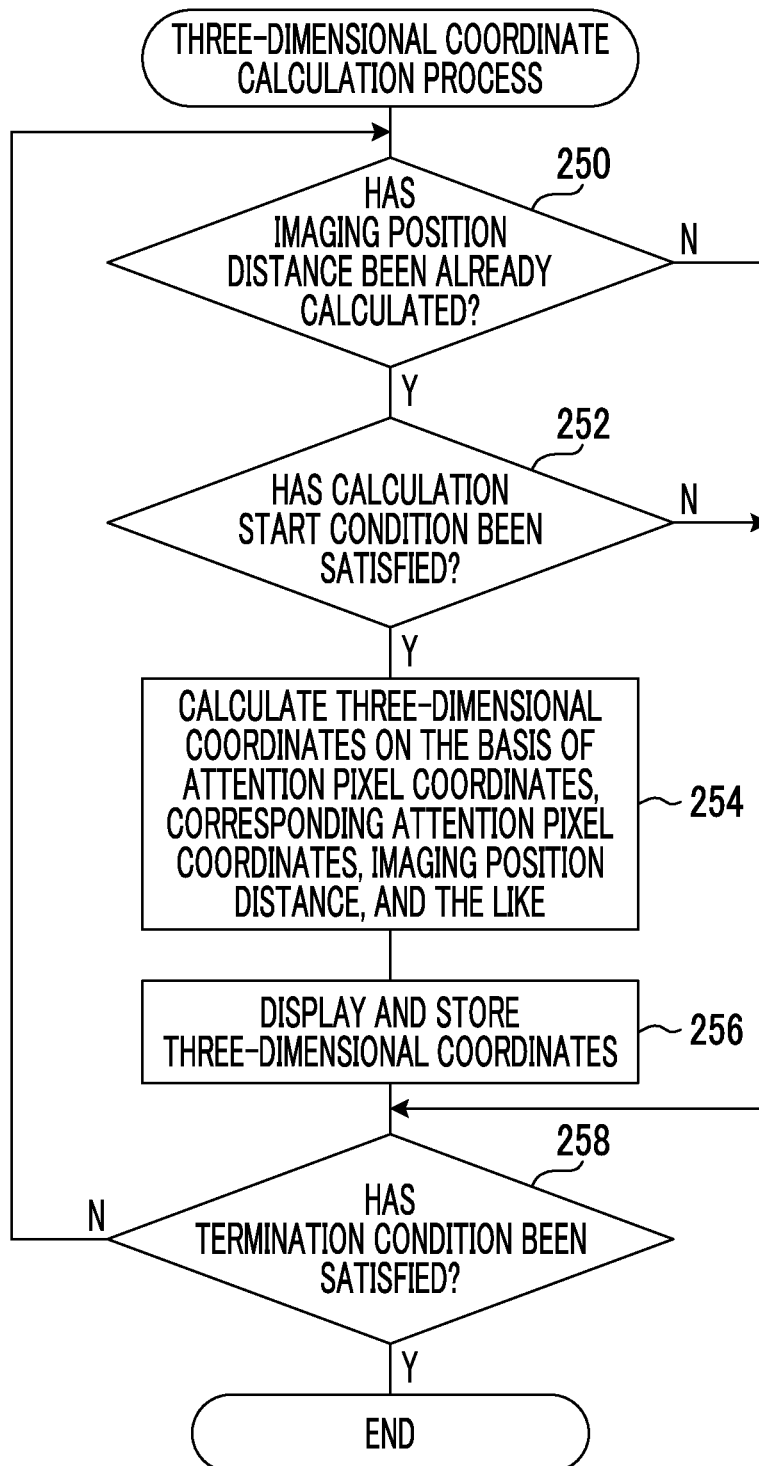 THREE-DIMENSIONAL COORDINATE
CALCULATION PROCESS
250
HAS
IMAGING POSITION
DISTANCE BEEN ALREADY
CALCULATED?
N
Y
252
HAS CALCULATION
START CONDITION BEEN
SATISFIED?
N
Y
CALCULATE THREE-DIMENSIONAL
COORDINATES ON THE BASIS OF
ATTENTION PIXEL COORDINATES,
CORRESPONDING ATTENTION PIXEL
COORDINATES, IMAGING POSITION
DISTANCE, AND THE LIKE
254
DISPLAY AND STORE
THREE-DIMENSIONAL COORDINATES
256
258
HAS
TERMINATION CONDITION BEEN
SATISFIED?
N
Y
END